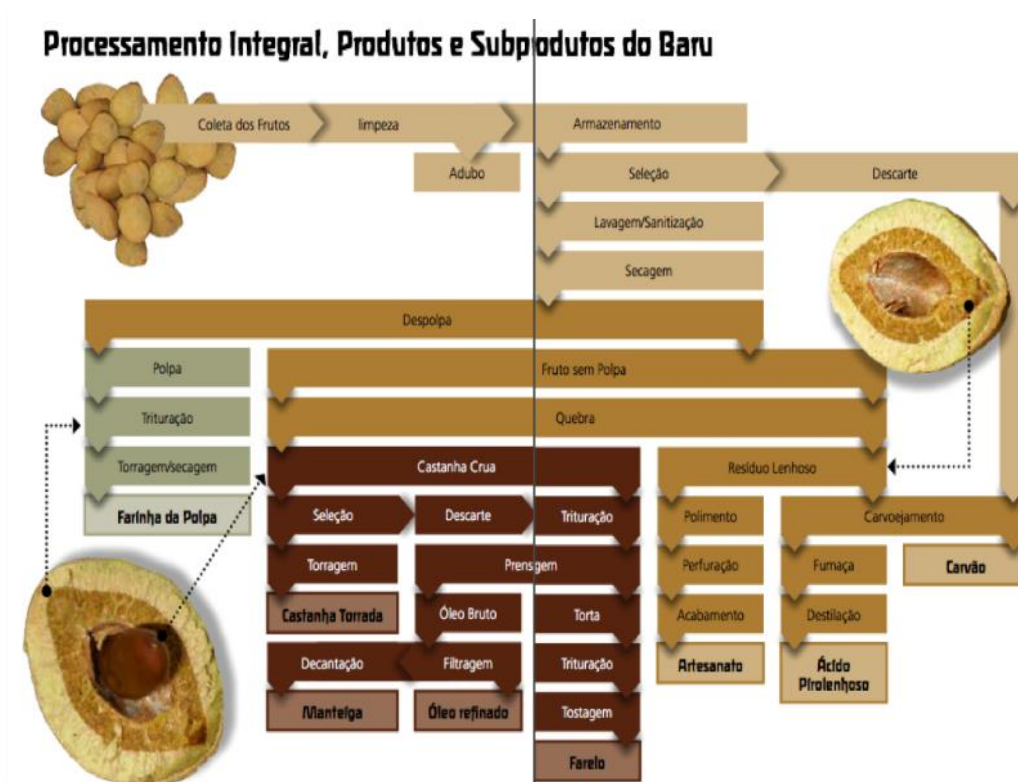 Processamento Integral, Produtos e Subprodutos do Baru
Coleta dos Frutos
limpeza
Armazenamento
Adubo
Seleção
Descarte
Lavagem/Sanitização
Secagem
Despolpa
Polpa
Fruto sem Polpa
Trituração
Quebra
Torragem/secagem
Castanha Crua
Resíduo Lenhoso
Farinha da Polpa
Seleção
Descarte
Trituração
Polimento
Carvoejamento
Torragem
Prensagem
Perfuração
Fumaça
Carvão
Castanha Torrada
Óleo Bruto
Torta
Acabamento
Destilação
Decantação
Filtragem
Trituração
Artesanato
Ácido
Pirolenhoso
Manteiga
Óleo refinado
Tostagem
Farelo